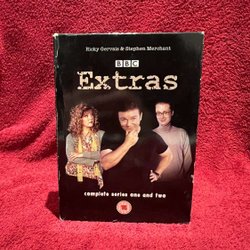 Ricky Gervais & Stephen Merchant
BBC
Extras
complete series one and two
15